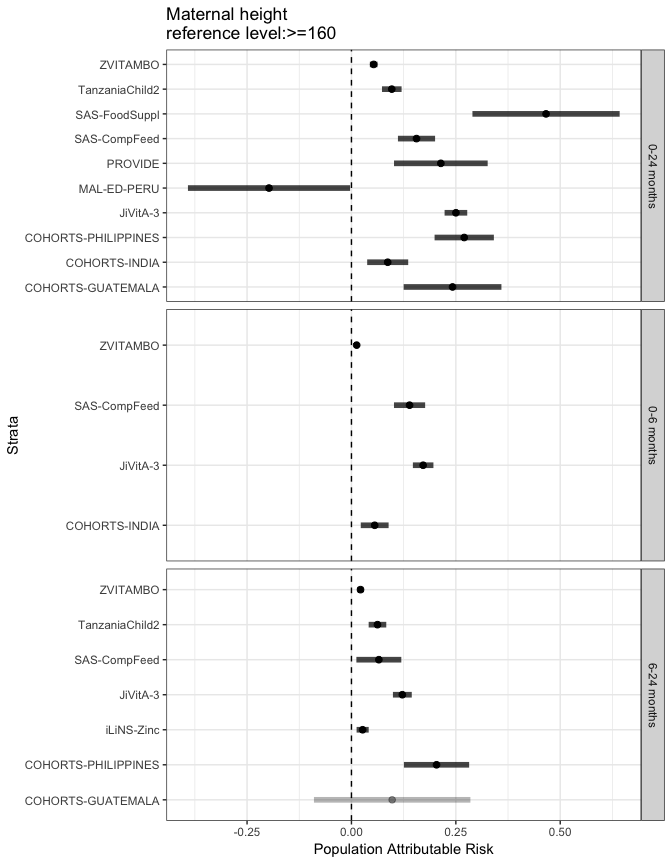 Maternal height
reference level:>=160
Strata
ZVITAMBO
TanzaniaChild2
SAS-FoodSuppl
SAS-CompFeed
PROVIDE
MAL-ED-PERU
JiVitA-3
COHORTS-PHILIPPINES
COHORTS-INDIA
COHORTS-GUATEMALA
0-24 months
ZVITAMBO
SAS-CompFeed
JiVitA-3
COHORTS-INDIA
0-6 months
ZVITAMBO
TanzaniaChild2
SAS-CompFeed
JiVitA-3
iLiNS-Zinc
COHORTS-PHILIPPINES
COHORTS-GUATEMALA
6-24 months
-0.25 0.00 0.25 0.50
Population Attributable Risk